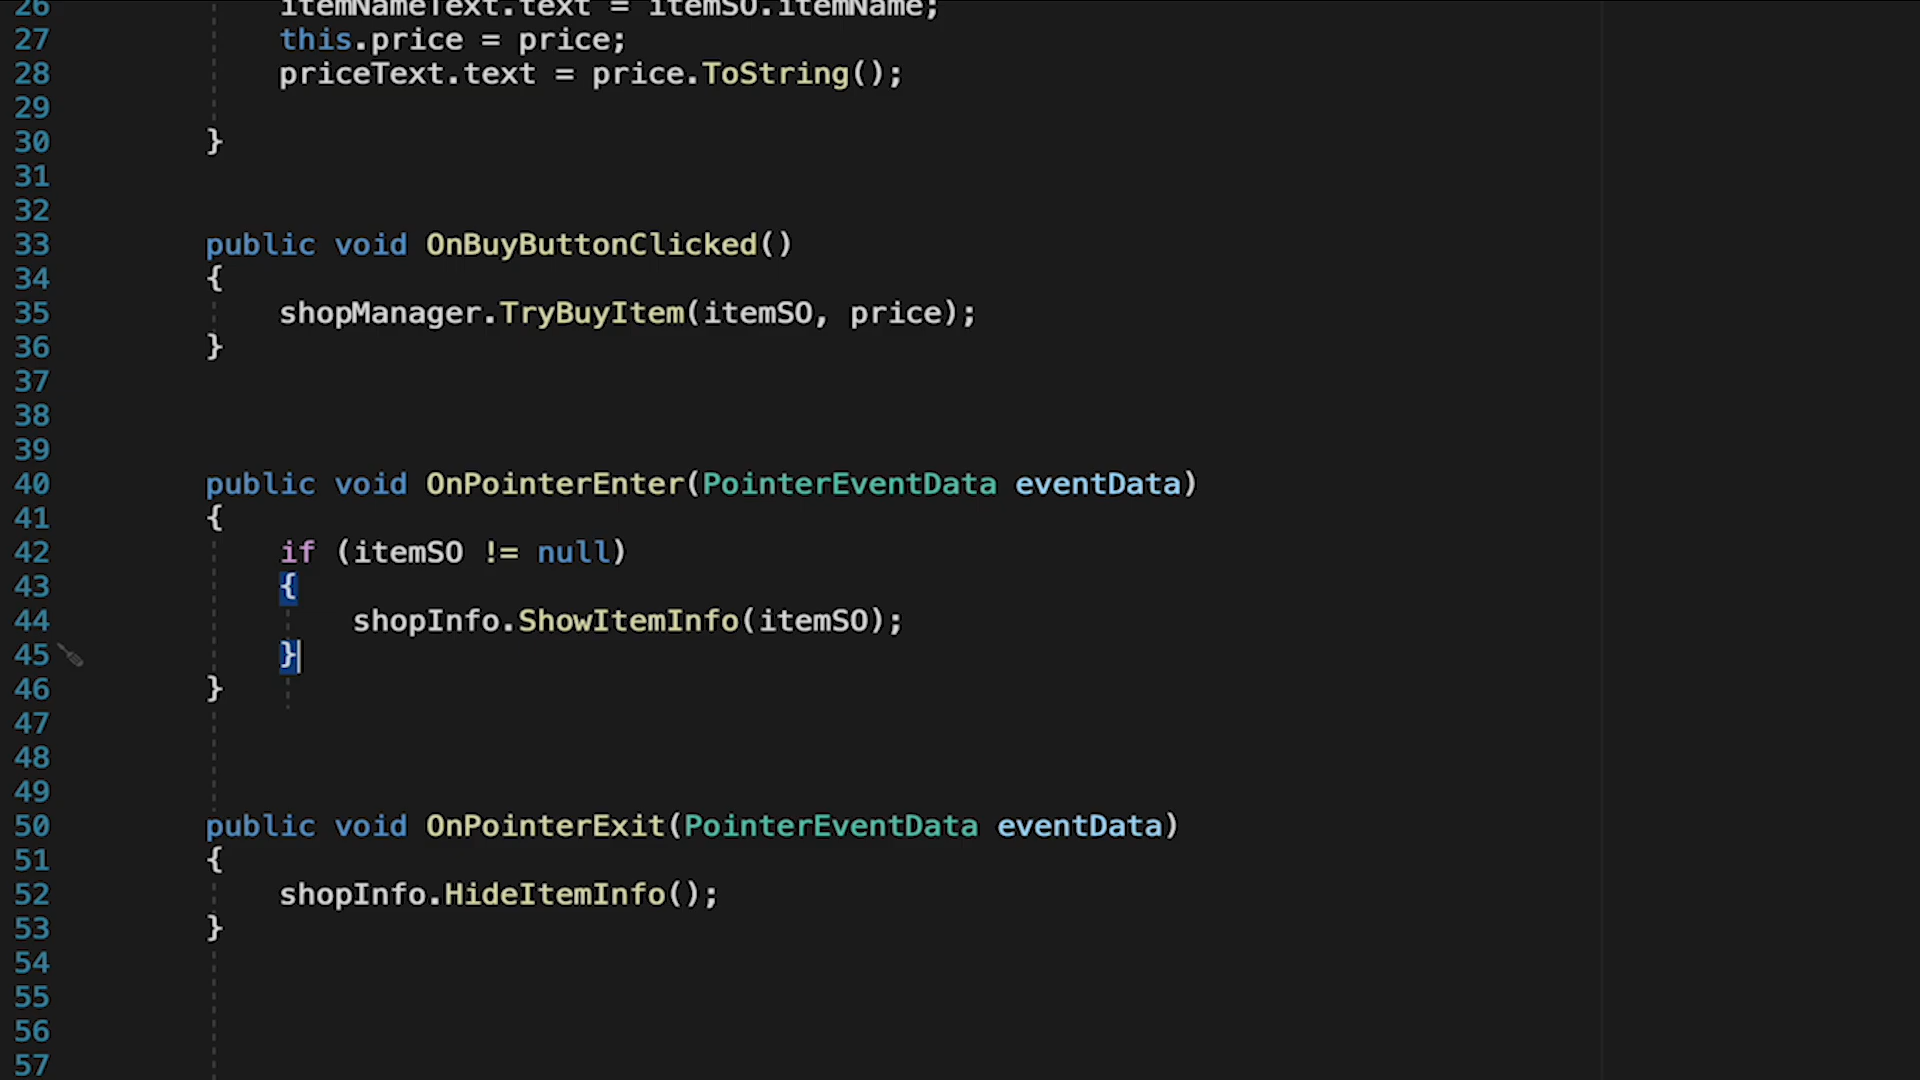 26 itemNameText.text = itemSO.itemName;
27 this.price = price;
28 priceText.text = price.ToString();
29
30 }
31
32
33 public void OnBuyButtonClicked()
34 {
35 shopManager.TryBuyItem(itemSO, price);
36 }
37
38
39
40 public void OnPointerEnter(PointerEventData eventData)
41 {
42 if (itemSO != null)
43 {
44 shopInfo.ShowItemInfo(itemSO);
45 }
46 }
47
48
49
50 public void OnPointerExit(PointerEventData eventData)
51 {
52 shopInfo.HideItemInfo();
53 }
54
55
56
57